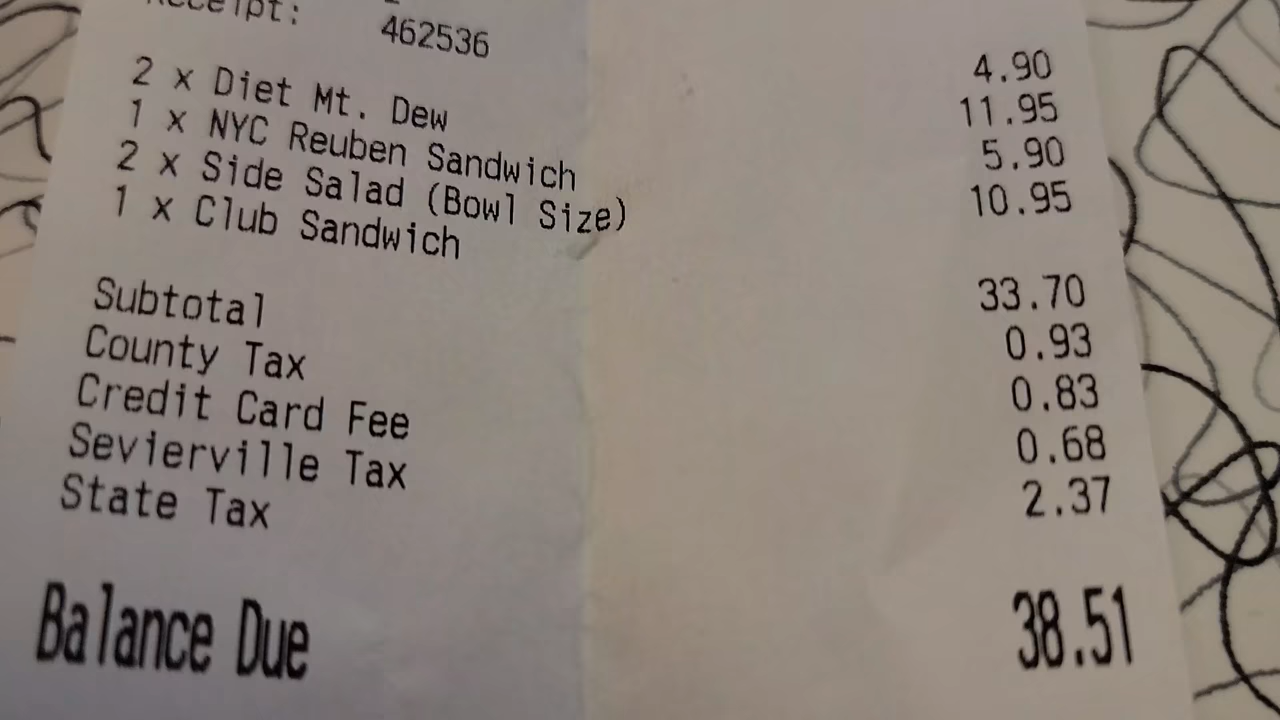 Receipt: 462536
2 x Diet Mt. Dew 4.90
1 x NYC Reuben Sandwich 11.95
2 x Side Salad (Bowl Size) 5.90
1 x Club Sandwich 10.95
Subtotal 33.70
County Tax 0.93
Credit Card Fee 0.83
Sevierville Tax 0.68
State Tax 2.37
Balance Due 38.51